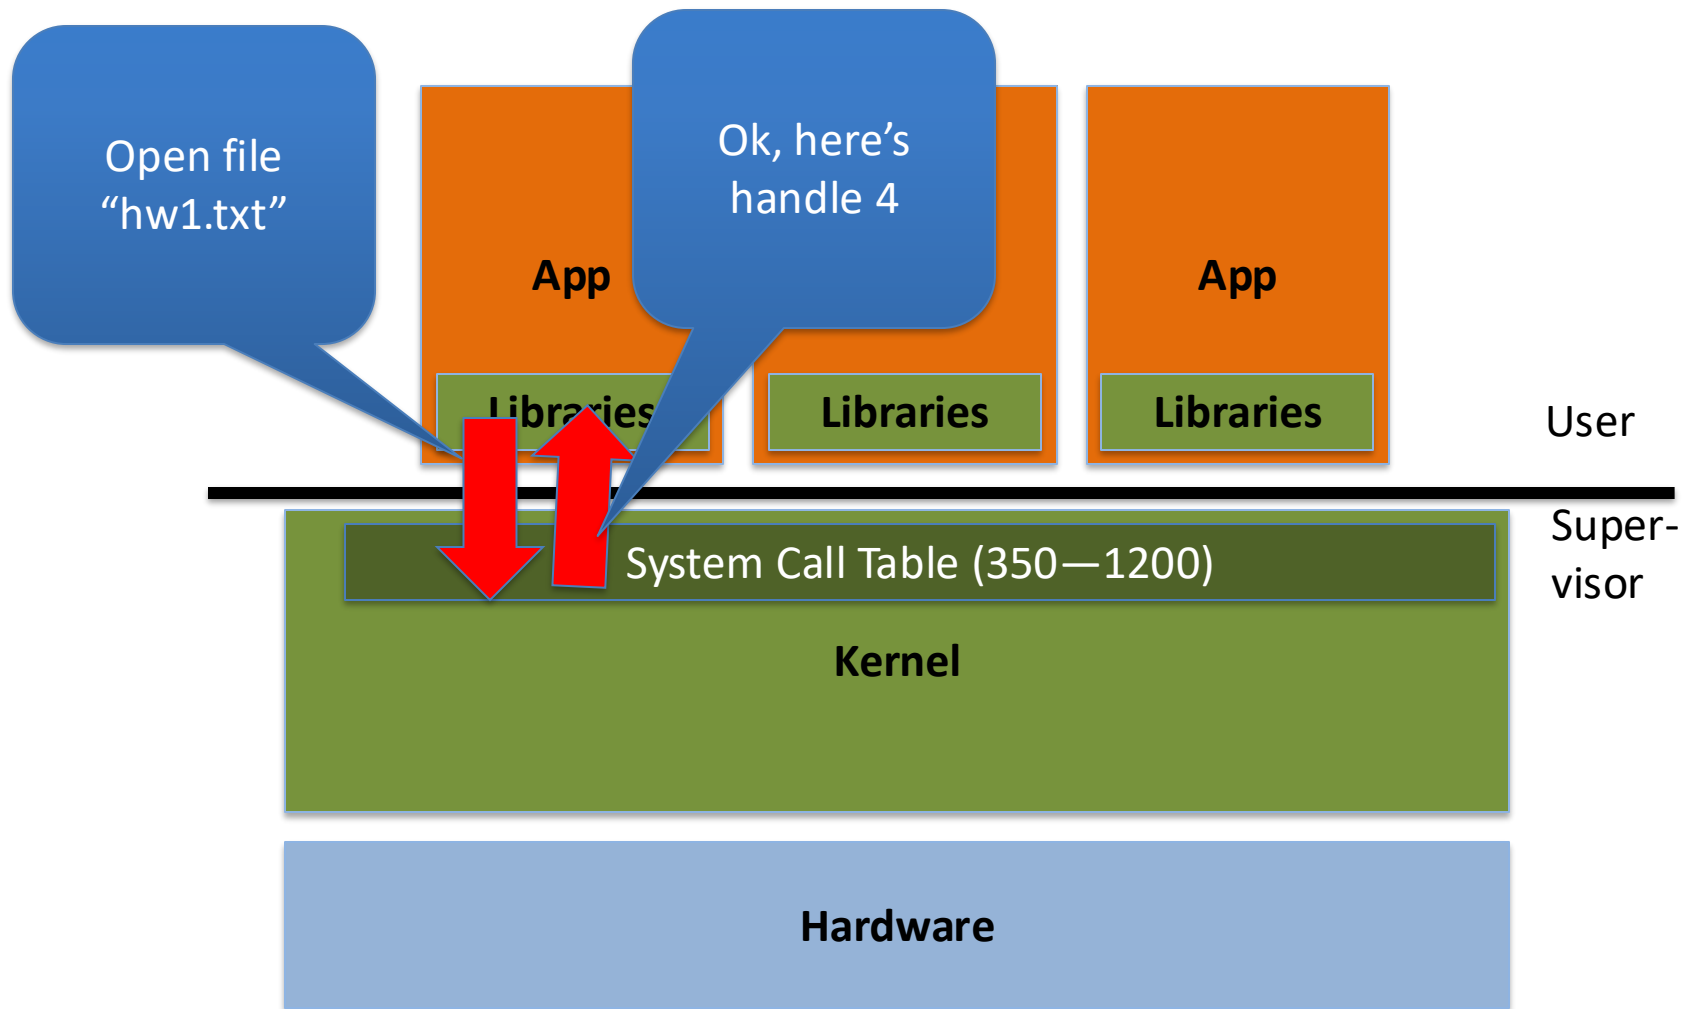 Open file
“hw1.txt”
Ok, here’s
handle 4
App
App
Libraries
Libraries
Libraries
User
Super-
visor
System Call Table (350—1200)
Kernel
Hardware